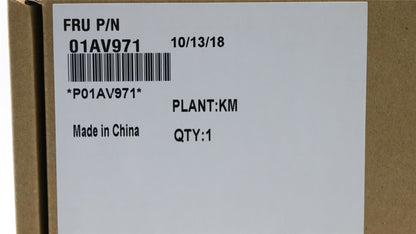 FRU P/N
01AV971 10/13/18
*P01AV971*
PLANT:KM
Made in China
QTY:1